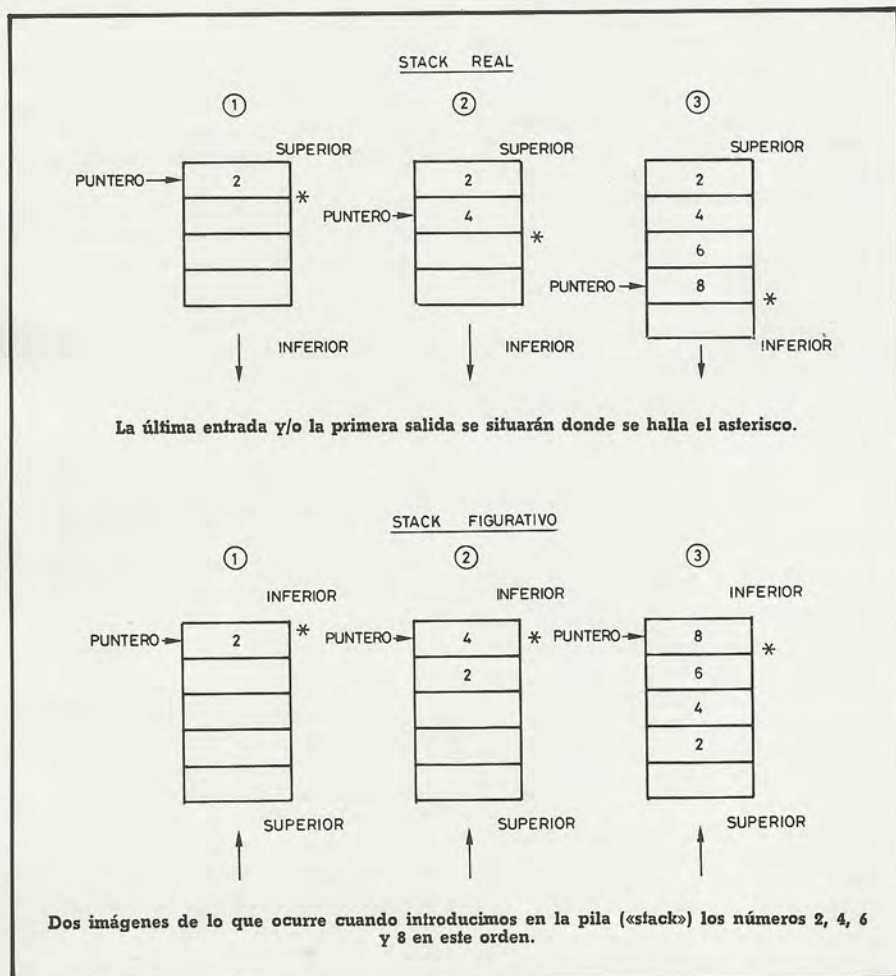 STACK REAL
① ② ③
SUPERIOR SUPERIOR SUPERIOR
PUNTERO 2 2 2
* PUNTERO 4 4
* 6
PUNTERO 8 *
INFERIOR INFERIOR INFERIOR
La última entrada y/o la primera salida se situarán donde se halla el asterisco.
STACK FIGURATIVO
① ② ③
INFERIOR INFERIOR INFERIOR
PUNTERO 2 * PUNTERO 4 * PUNTERO 8 *
2 6
4
2
SUPERIOR SUPERIOR SUPERIOR
Dos imágenes de lo que ocurre cuando introducimos en la pila («stack») los números 2, 4, 6
y 8 en este orden.